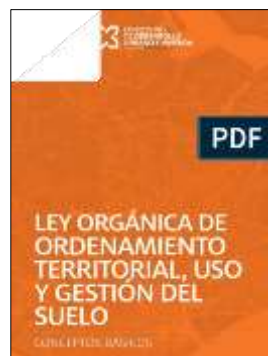 PDF
LEY ORGÁNICA DE
ORDENAMIENTO
TERRITORIAL, USO
Y GESTIÓN DEL
SUELO
CONCEPTOS BÁSICOS